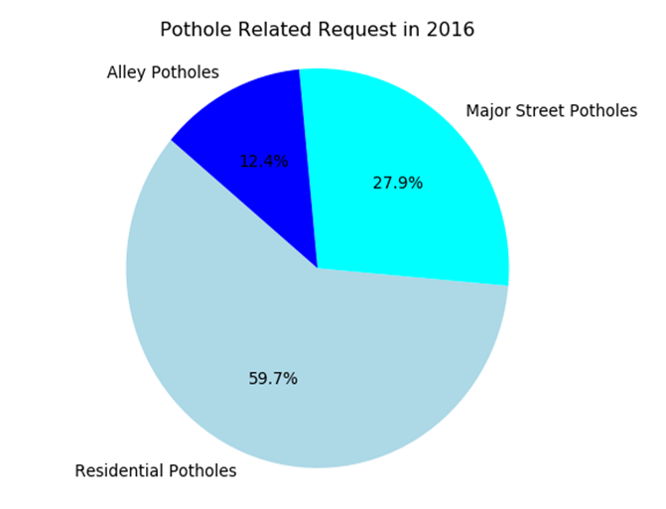 Pothole Related Request in 2016
Alley Potholes
Major Street Potholes
12.4%
27.9%
59.7%
Residential Potholes